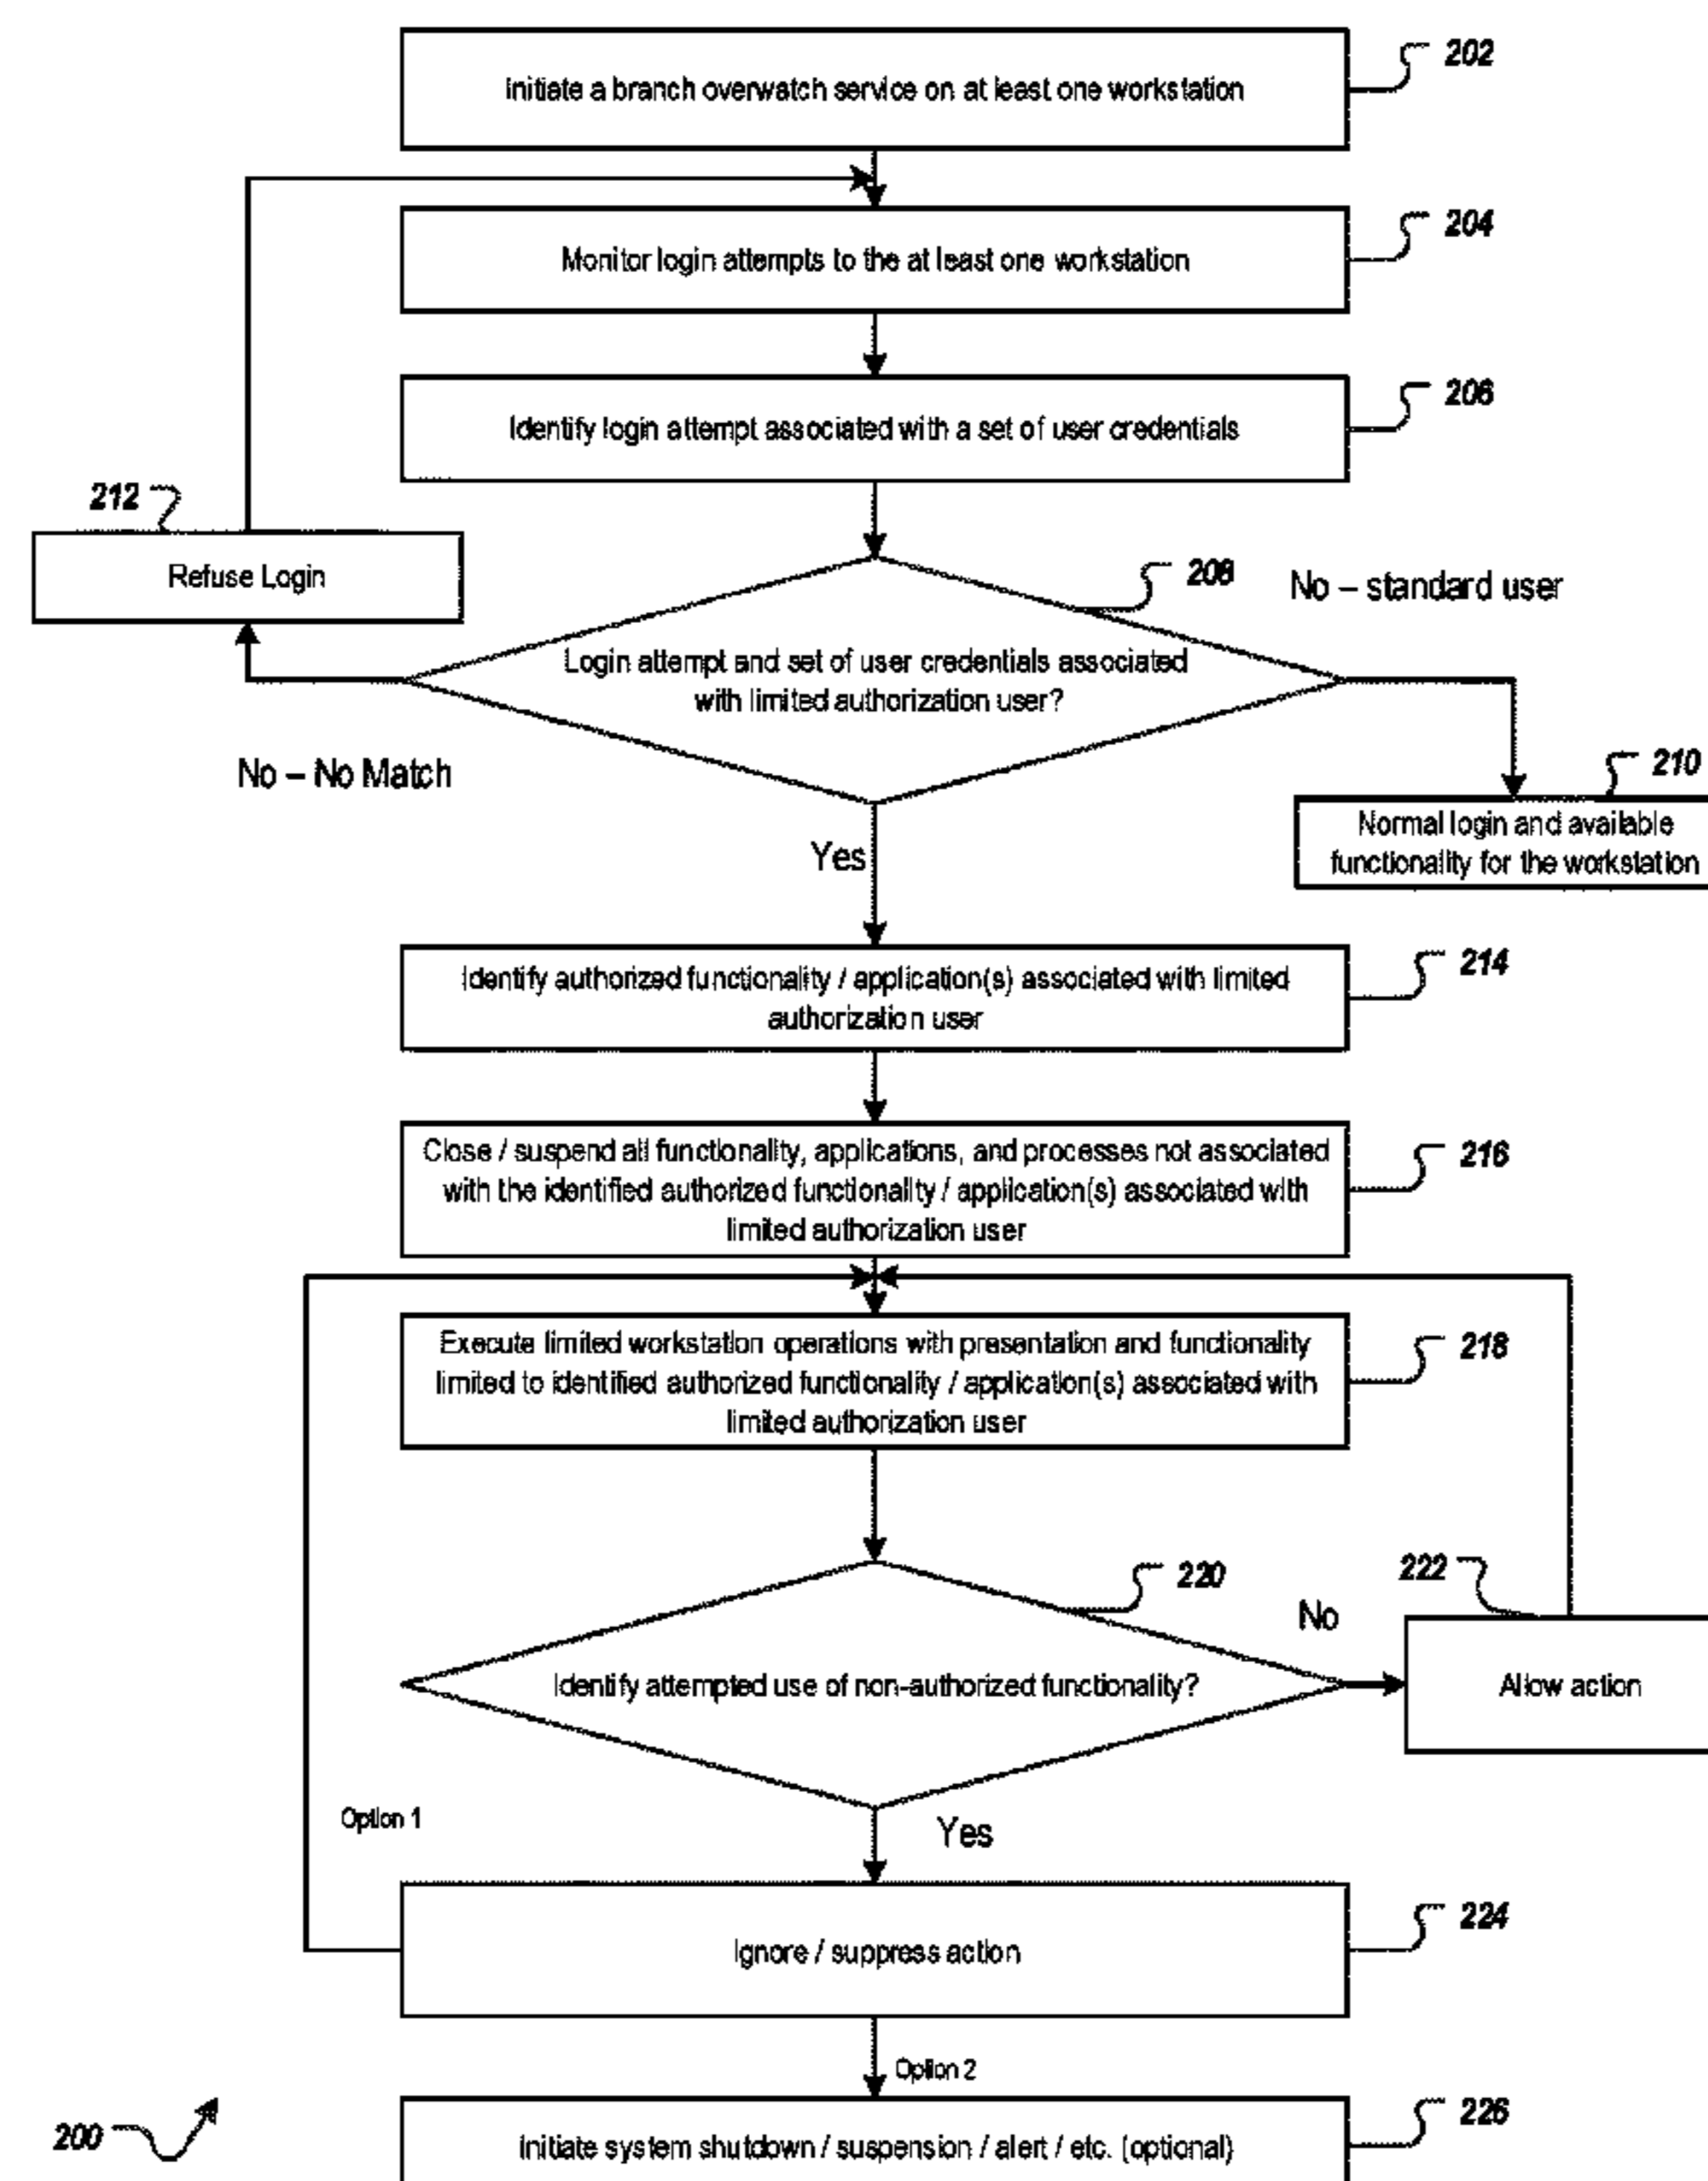 202
Initiate a branch overwatch service on at least one workstation
204
Monitor login attempts to the at least one workstation
206
Identify login attempt associated with a set of user credentials
212
Refuse Login
208
No – standard user
Login attempt and set of user credentials associated
with limited authorization user?
No – No Match
210
Normal login and available
functionality for the workstation
Yes
214
Identify authorized functionality / application(s) associated with limited
authorization user
Close / suspend all functionality, applications, and processes not associated
with the identified authorized functionality / application(s) associated with
limited authorization user
216
Execute limited workstation operations with presentation and functionality
limited to identified authorized functionality / application(s) associated with
limited authorization user
218
220
222
No
Identify attempted use of non-authorized functionality?
Allow action
Option 1
Yes
224
Ignore / suppress action
Option 2
226
200
Initiate system shutdown / suspension / alert / etc. (optional)